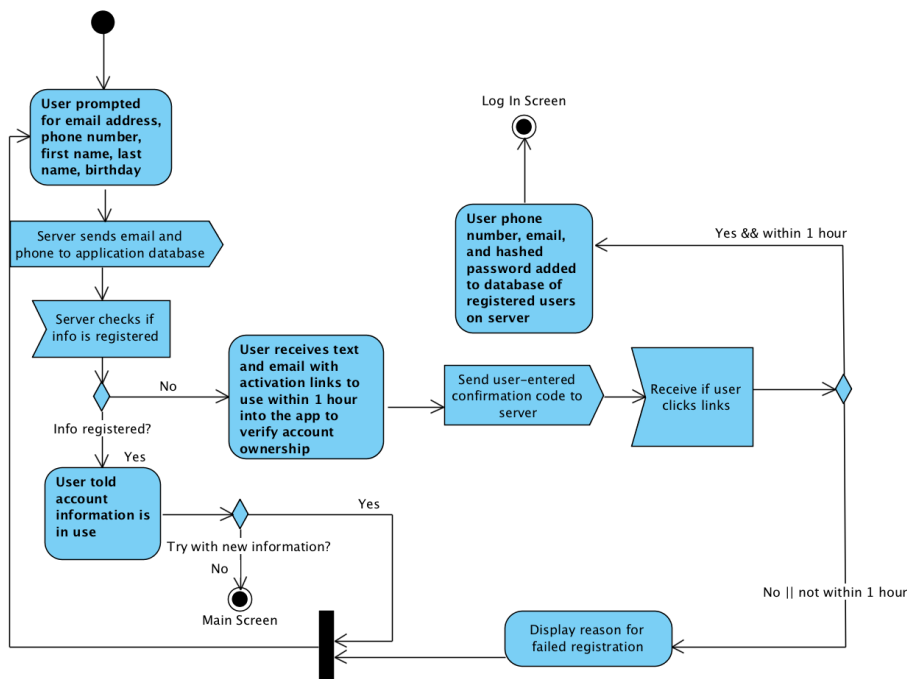 User prompted
for email address,
phone number,
first name, last
name, birthday
Server sends email and
phone to application database
Server checks if
info is registered
No
Info registered?
Yes
User told
account
information is
in use
Yes
Try with new information?
No
Main Screen
User receives text
and email with
activation links to
use within 1 hour
into the app to
verify account
ownership
Send user-entered
confirmation code to
server
Receive if user
clicks links
Yes && within 1 hour
User phone
number, email,
and hashed
password added
to database of
registered users
on server
Log In Screen
No || not within 1 hour
Display reason for
failed registration